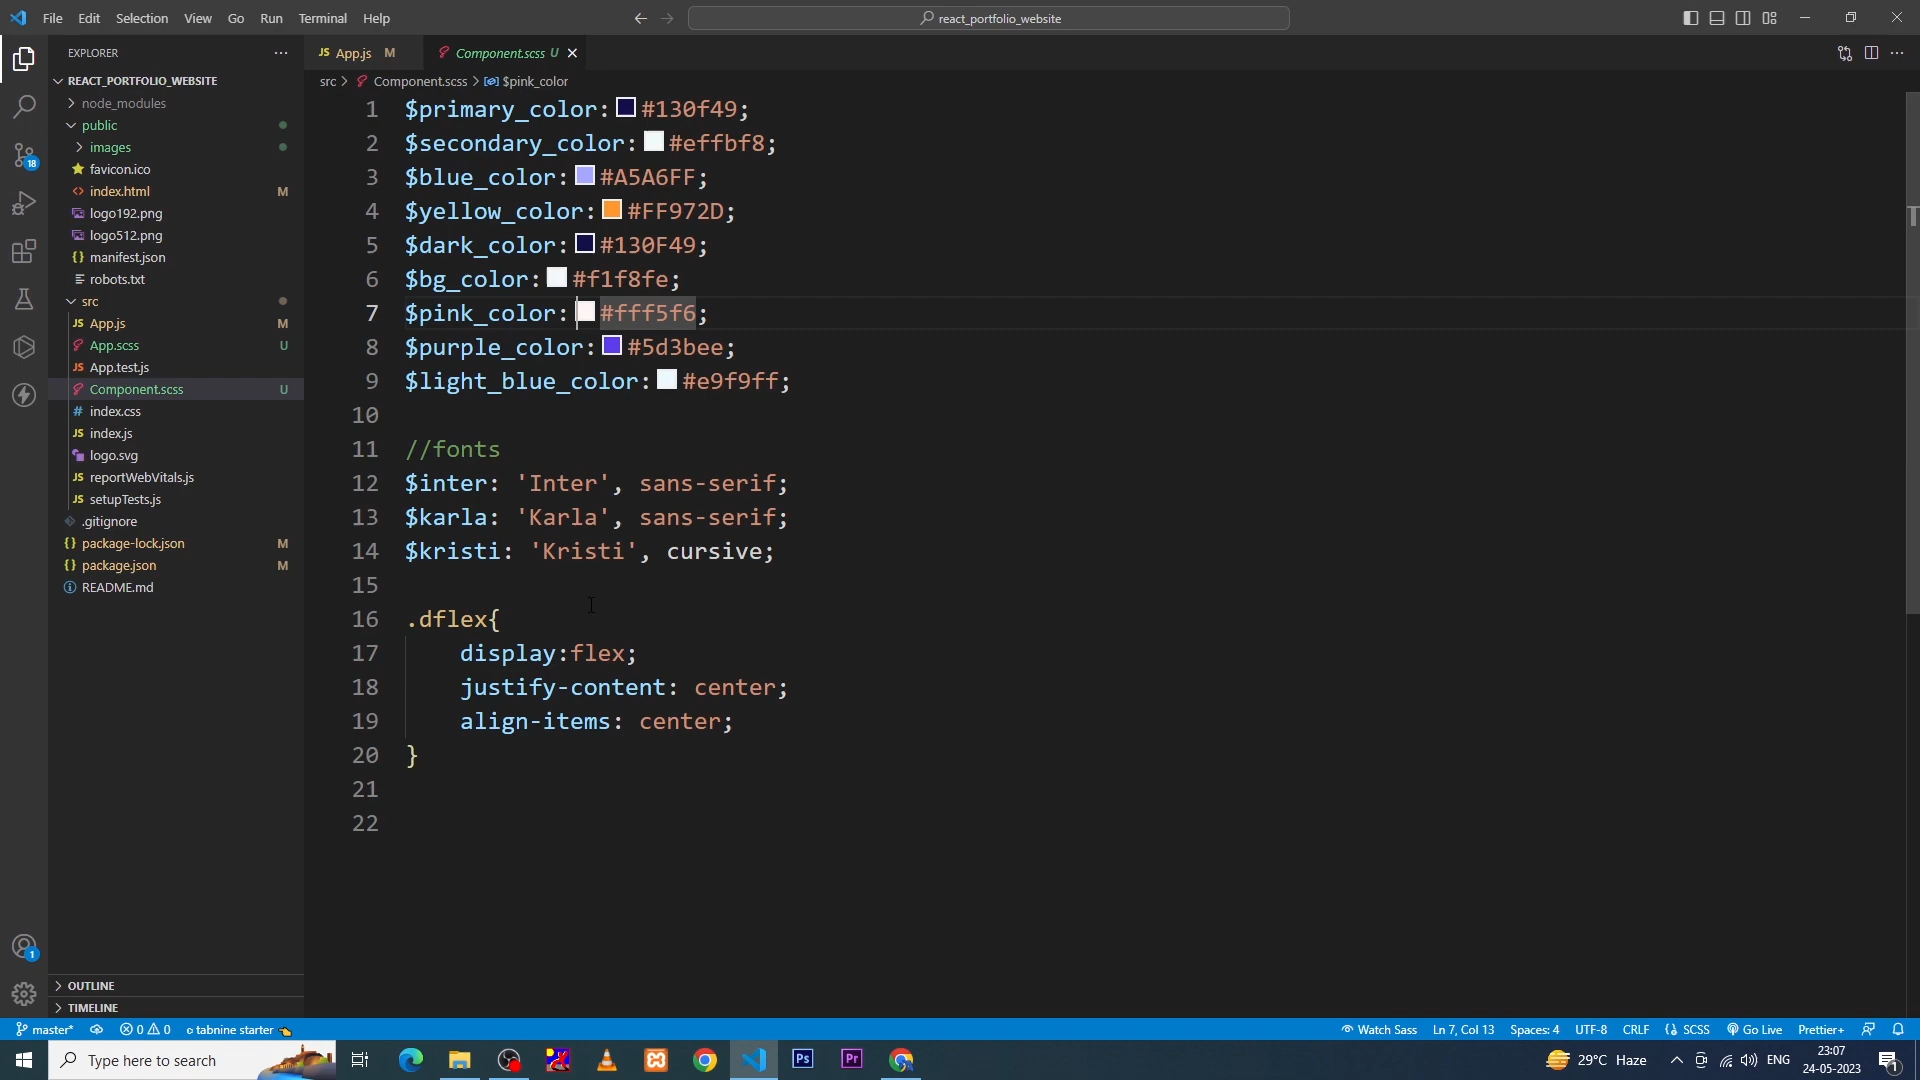 File Edit Selection View Go Run Terminal Help
react_portfolio_website
EXPLORER
REACT_PORTFOLIO_WEBSITE
node_modules
public
images
favicon.ico
index.html M
logo192.png
logo512.png
manifest.json
robots.txt
src
App.js M
App.scss U
App.test.js
Component.scss U
index.css
index.js
logo.svg
reportWebVitals.js
setupTests.js
.gitignore
package-lock.json M
package.json M
README.md
OUTLINE
TIMELINE
JS App.js M
Component.scss U
src > Component.scss > $pink_color
1 $primary_color:#130f49;
2 $secondary_color:#effbf8;
3 $blue_color:#A5A6FF;
4 $yellow_color:#FF972D;
5 $dark_color:#130F49;
6 $bg_color:#f1f8fe;
7 $pink_color:#fff5f6;
8 $purple_color:#5d3bee;
9 $light_blue_color:#e9f9ff;
10
11 //fonts
12 $inter: 'Inter', sans-serif;
13 $karla: 'Karla', sans-serif;
14 $kristi: 'Kristi', cursive;
15
16 .dflex{
17 display:flex;
18 justify-content: center;
19 align-items: center;
20 }
21
22
18
1
master* 0 0 tabnine starter
Watch Sass Ln 7, Col 13 Spaces: 4 UTF-8 CRLF SCSS Go Live Prettier+
Type here to search
Ps
Pr
29°C Haze
ENG
23:07
24-05-2023
1